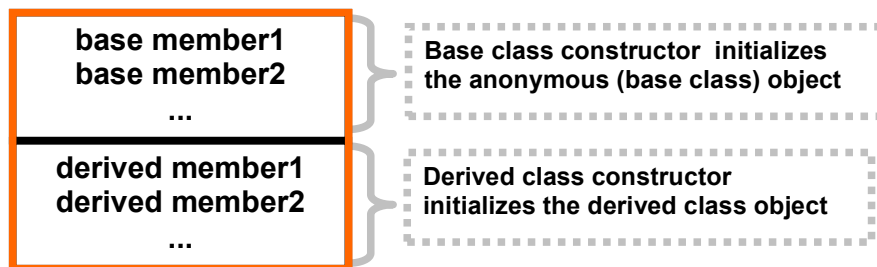 base member1
base member2
...
derived member1
derived member2
...
Base class constructor initializes
the anonymous (base class) object
Derived class constructor
initializes the derived class object